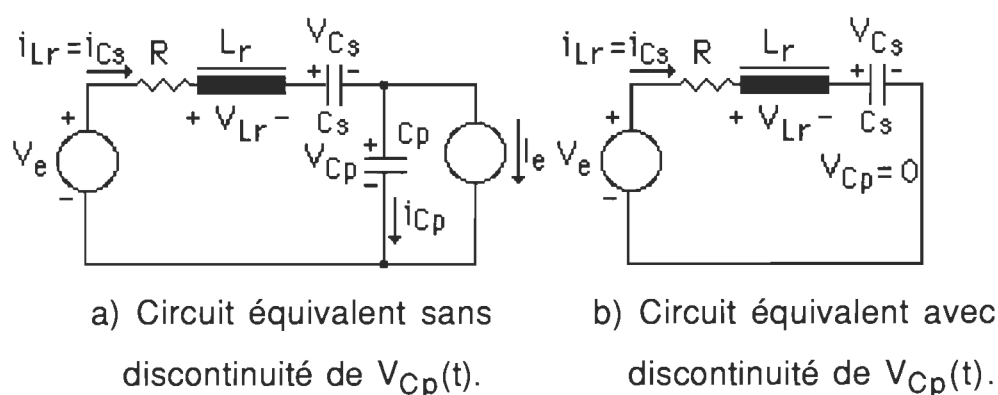 iLr=iCs R Lr VCs
+ -
+ VLr - Cs
+
Ve
-
Cp
+
VCp
-
iCp
Ie
iLr=iCs R Lr VCs
+ -
+ VLr - Cs
+
Ve
-
VCp=0
a) Circuit équivalent sans
discontinuité de VCp(t).
b) Circuit équivalent avec
discontinuité de VCp(t).